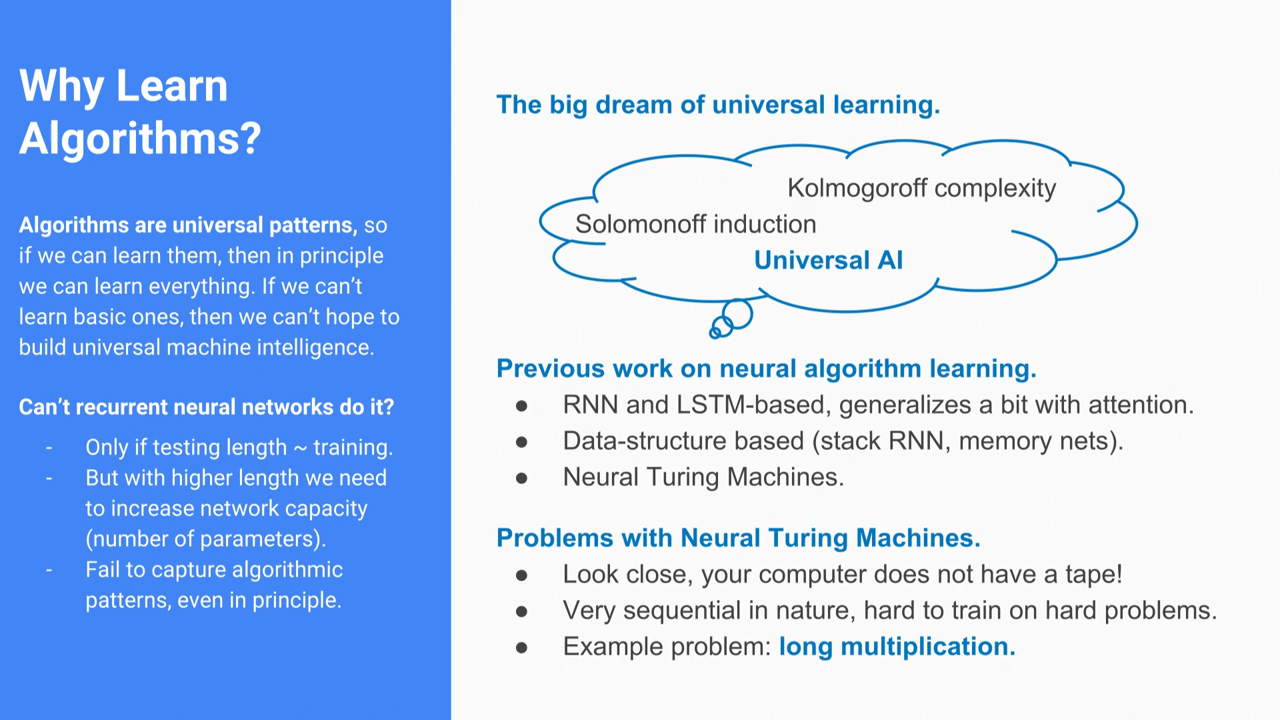 Why Learn
Algorithms?
Algorithms are universal patterns, so
if we can learn them, then in principle
we can learn everything. If we can't
learn basic ones, then we can't hope to
build universal machine intelligence.
Can't recurrent neural networks do it?
- Only if testing length ~ training.
- But with higher length we need
to increase network capacity
(number of parameters).
- Fail to capture algorithmic
patterns, even in principle.
The big dream of universal learning.
Kolmogoroff complexity
Solomonoff induction
Universal AI
Previous work on neural algorithm learning.
● RNN and LSTM-based, generalizes a bit with attention.
● Data-structure based (stack RNN, memory nets).
● Neural Turing Machines.
Problems with Neural Turing Machines.
● Look close, your computer does not have a tape!
● Very sequential in nature, hard to train on hard problems.
● Example problem: long multiplication.